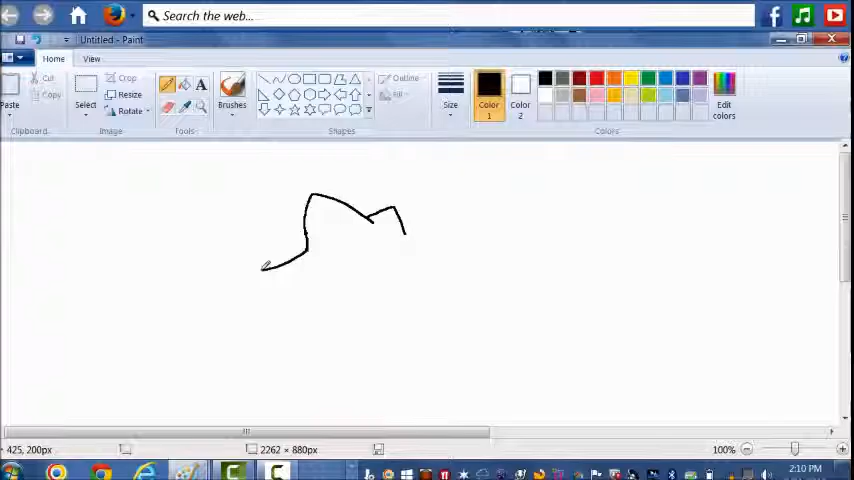 Search the web...
Untitled - Paint
Home View
Paste
Cut
Copy
Clipboard
Select
Crop
Resize
Rotate
Image
A
Tools
Brushes
Outline
Fill
Shapes
Size
Color 1
Color 2
Edit colors
Colors
425, 200px
2262 × 880px
100%
2:10 PM